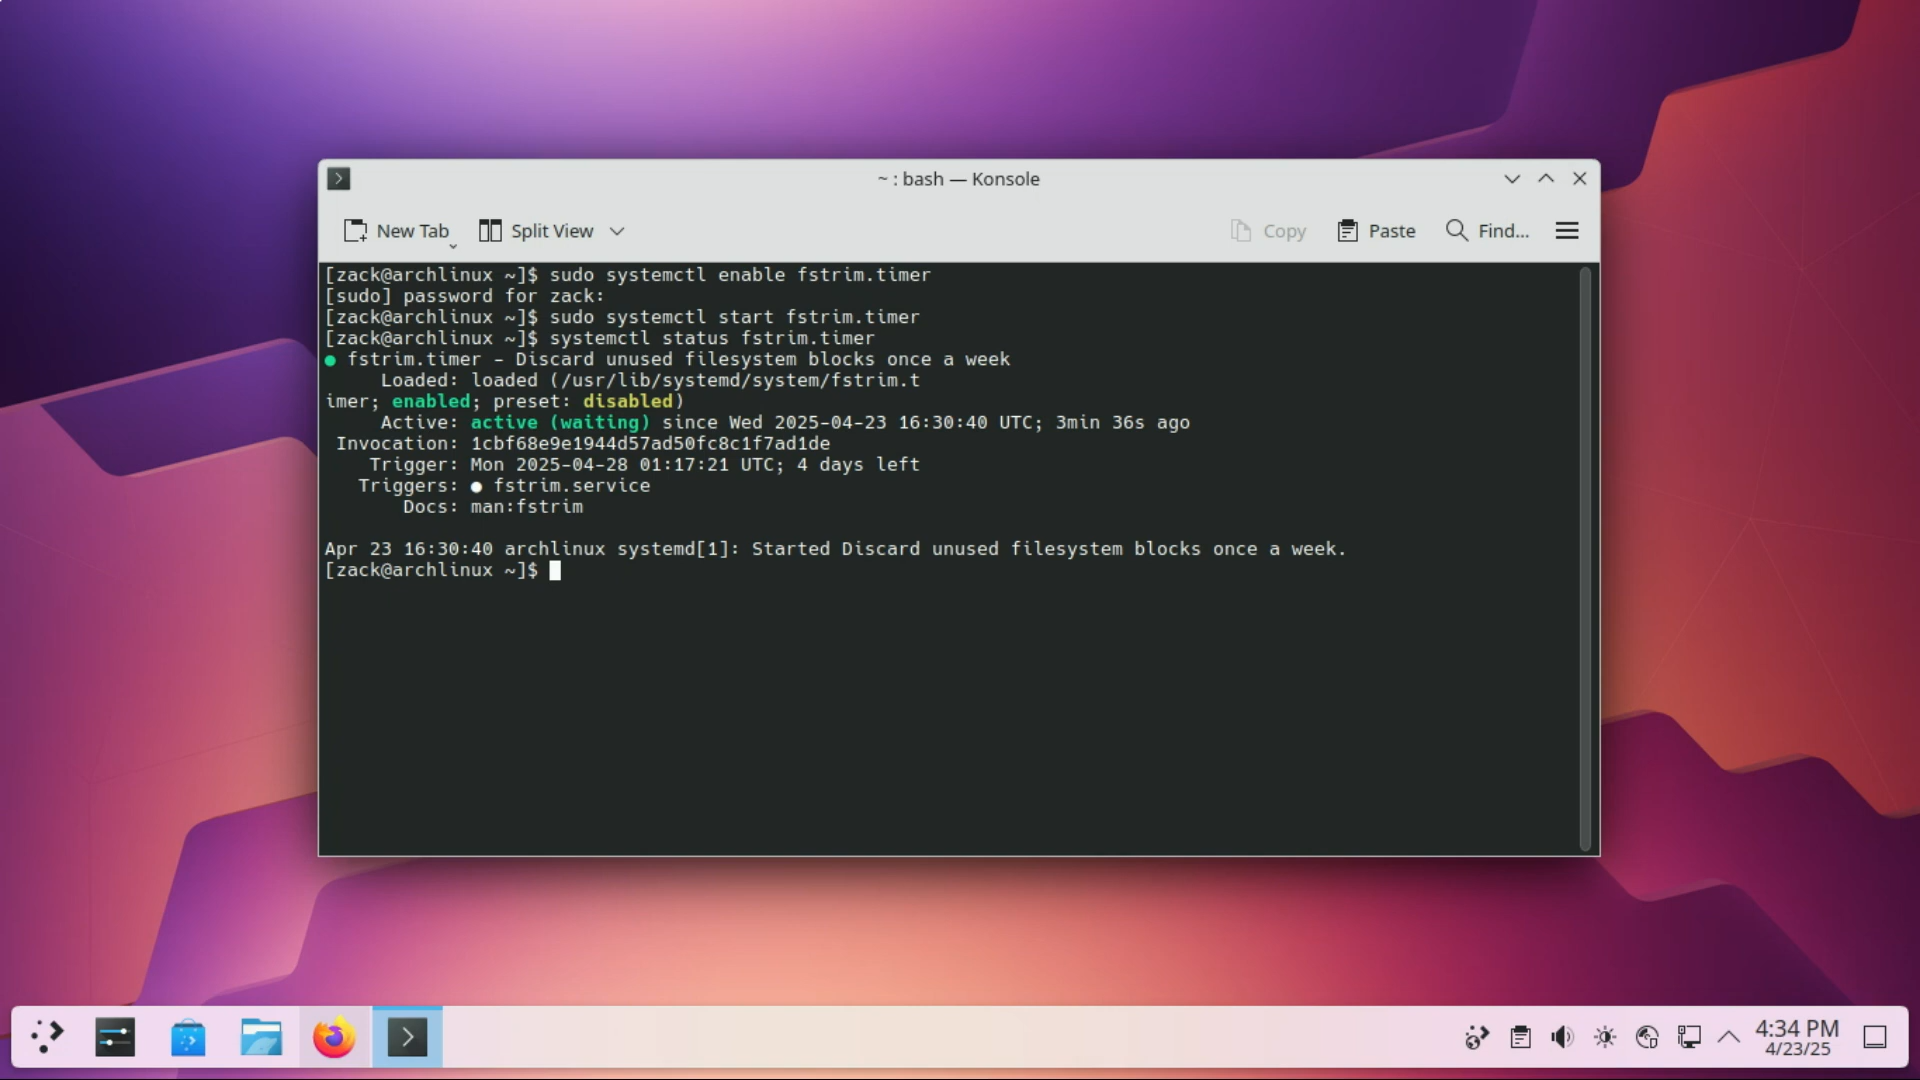 ~ : bash — Konsole
New Tab Split View Copy Paste Find...
[zack@archlinux ~]$ sudo systemctl enable fstrim.timer
[sudo] password for zack:
[zack@archlinux ~]$ sudo systemctl start fstrim.timer
[zack@archlinux ~]$ systemctl status fstrim.timer
● fstrim.timer - Discard unused filesystem blocks once a week
Loaded: loaded (/usr/lib/systemd/system/fstrim.t
imer; enabled; preset: disabled)
Active: active (waiting) since Wed 2025-04-23 16:30:40 UTC; 3min 36s ago
Invocation: 1cbf68e9e1944d57ad50fc8c1f7ad1de
Trigger: Mon 2025-04-28 01:17:21 UTC; 4 days left
Triggers: ● fstrim.service
Docs: man:fstrim
Apr 23 16:30:40 archlinux systemd[1]: Started Discard unused filesystem blocks once a week.
[zack@archlinux ~]$
4:34 PM
4/23/25